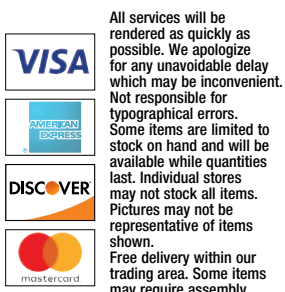 VISA
AMERICAN
EXPRESS
DISCOVER
mastercard
All services will be
rendered as quickly as
possible. We apologize
for any unavoidable delay
which may be inconvenient.
Not responsible for
typographical errors.
Some items are limited to
stock on hand and will be
available while quantities
last. Individual stores
may not stock all items.
Pictures may not be
representative of items
shown.
Free delivery within our
trading area. Some items
may require assembly